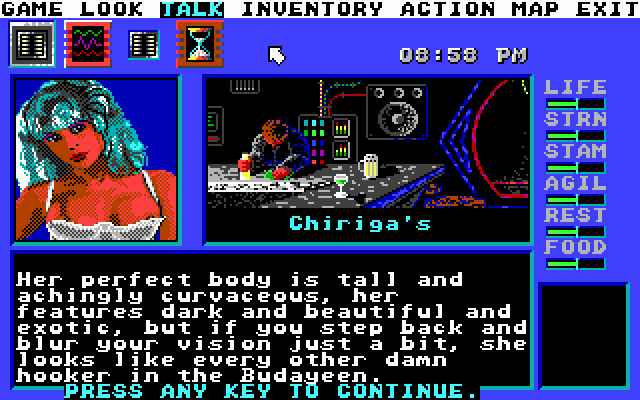 GAME LOOK TALK INVENTORY ACTION MAP EXIT
08:58 PM
LIFE
STRN
STAM
AGIL
REST
FOOD
Chiriga's
Her perfect body is tall and
achingly curvaceous, her
features dark and beautiful and
exotic, but if you step back and
blur your vision just a bit, she
looks like every other damn
hooker in the Budayeen.
PRESS ANY KEY TO CONTINUE.